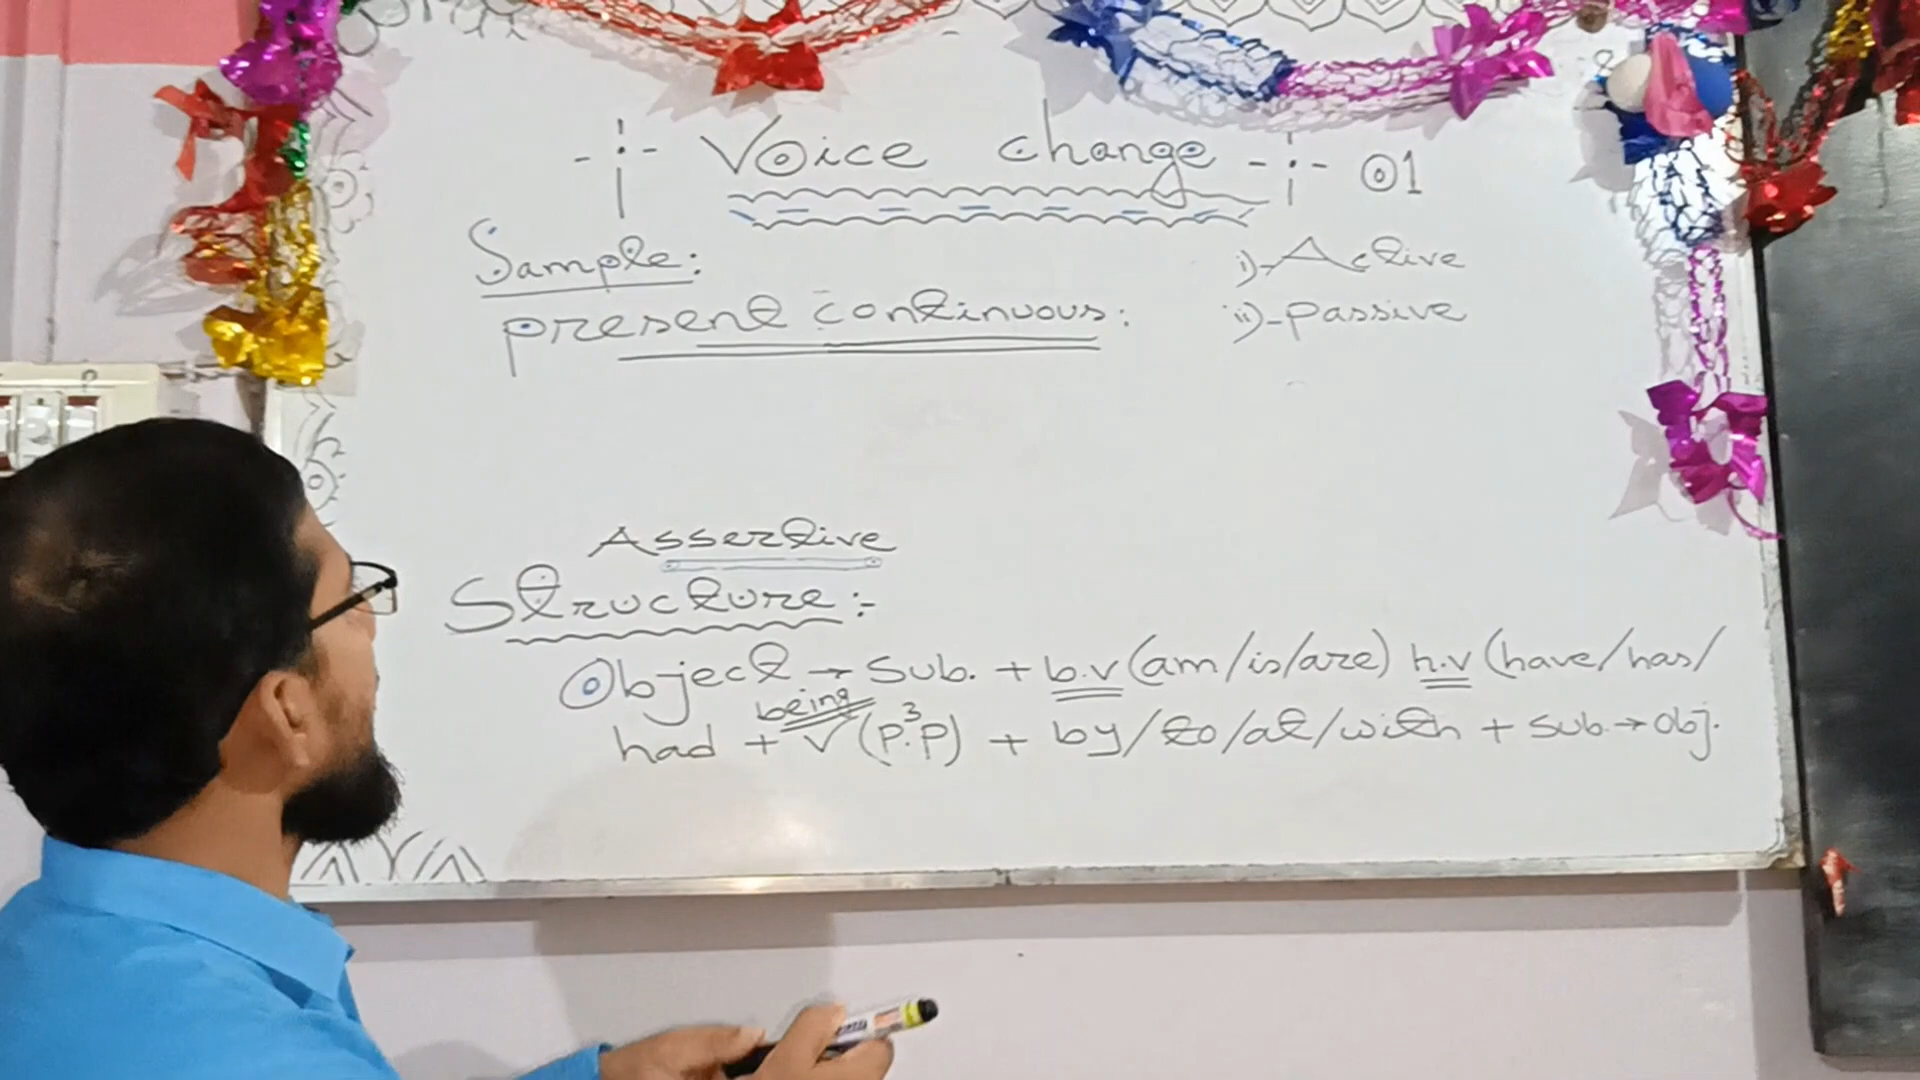 Voice change 01
Sample:
present continuous:
i)-Active
ii)-passive
Assertive
Structure:-
Object → Sub. + b.v (am/is/are) h.v (have/has/
being
had + V³ (p.p) + by/to/at/with + Sub.→obj.